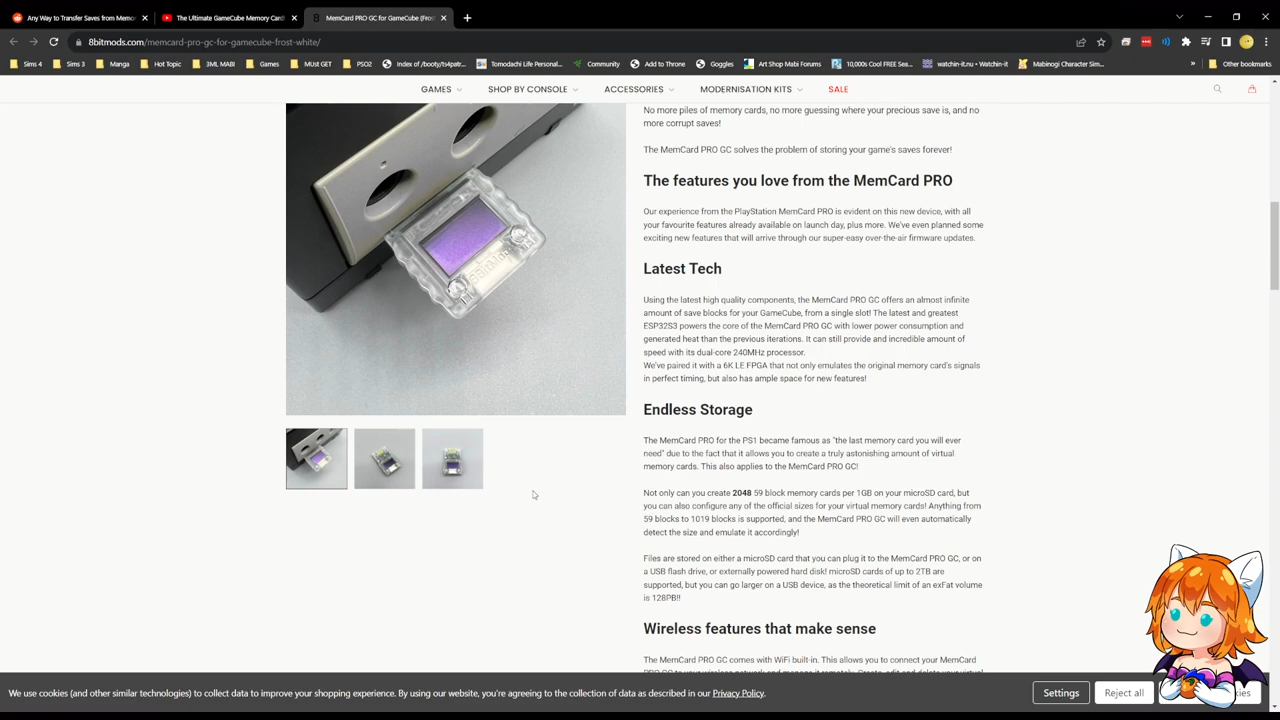 Any Way to Transfer Saves from Memor
The Ultimate GameCube Memory Card
MemCard PRO GC for GameCube (Fros
8bitmods.com/memcard-pro-gc-for-gamecube-frost-white/
Sims 4
Sims 3
Manga
Hot Topic
3ML MABI
Games
MUst GET
PSO2
Index of /booty/ts4patr...
Tomodachi Life Personal...
Community
Add to Throne
Goggles
Art Shop Mabi Forums
10,000s Cool FREE Sea...
watchin-it.nu • Watchin-it
Mabinogi Character Sim...
»
Other bookmarks
GAMES
SHOP BY CONSOLE
ACCESSORIES
MODERNISATION KITS
SALE
No more piles of memory cards, no more guessing where your precious save is, and no
more corrupt saves!
The MemCard PRO GC solves the problem of storing your game's saves forever!
The features you love from the MemCard PRO
Our experience from the PlayStation MemCard PRO is evident on this new device, with all
your favourite features already available on launch day, plus more. We've even planned some
exciting new features that will arrive through our super-easy over-the-air firmware updates.
Latest Tech
Using the latest high quality components, the MemCard PRO GC offers an almost infinite
amount of save blocks for your GameCube, from a single slot! The latest and greatest
ESP32S3 powers the core of the MemCard PRO GC with lower power consumption and
generated heat than the previous iterations. It can still provide and incredible amount of
speed with its dual-core 240MHz processor.
We've paired it with a 6K LE FPGA that not only emulates the original memory card's signals
in perfect timing, but also has ample space for new features!
Endless Storage
The MemCard PRO for the PS1 became famous as "the last memory card you will ever
need" due to the fact that it allows you to create a truly astonishing amount of virtual
memory cards. This also applies to the MemCard PRO GC!
Not only can you create 2048 59 block memory cards per 1GB on your microSD card, but
you can also configure any of the official sizes for your virtual memory cards! Anything from
59 blocks to 1019 blocks is supported, and the MemCard PRO GC will even automatically
detect the size and emulate it accordingly!
Files are stored on either a microSD card that you can plug it to the MemCard PRO GC, or on
a USB flash drive, or externally powered hard disk! microSD cards of up to 2TB are
supported, but you can go larger on a USB device, as the theoretical limit of an exFat volume
is 128PB!!
Wireless features that make sense
The MemCard PRO GC comes with WiFi built-in. This allows you to connect your MemCard
PRO GC to your wireless network and manage it remotely. Create, edit and delete your virtual
We use cookies (and other similar technologies) to collect data to improve your shopping experience. By using our website, you're agreeing to the collection of data as described in our Privacy Policy.
Settings
Reject all